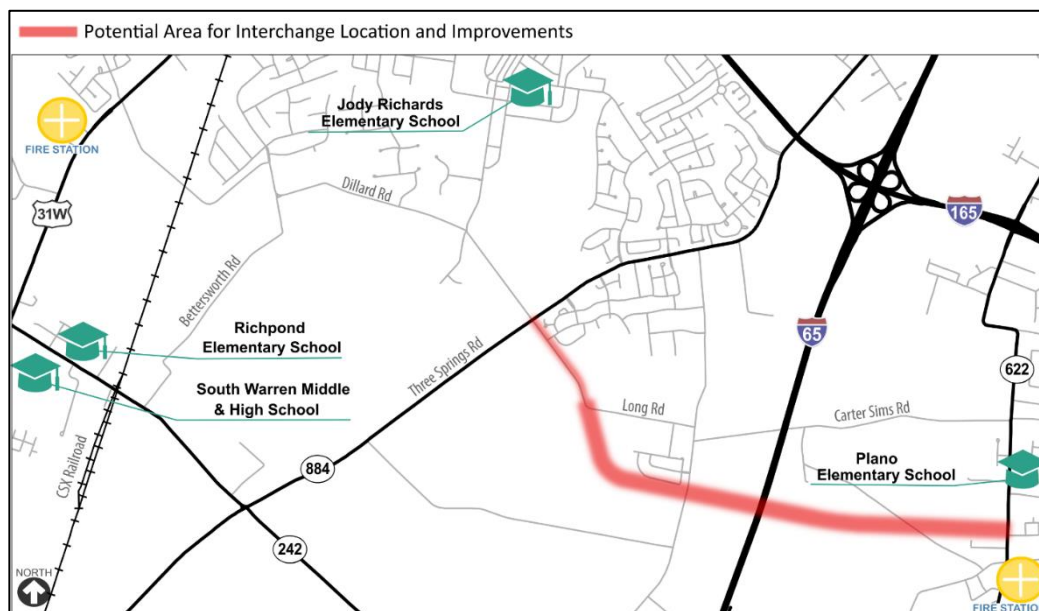 Potential Area for Interchange Location and Improvements
Jody Richards
Elementary School
FIRE STATION
31W
Dillard Rd
165
Bettersworth Rd
Richpond
Elementary School
Three Springs Rd
65
622
South Warren Middle
& High School
Long Rd
Carter Sims Rd
CSX Railroad
884
Plano
Elementary School
242
NORTH
FIRE STATION